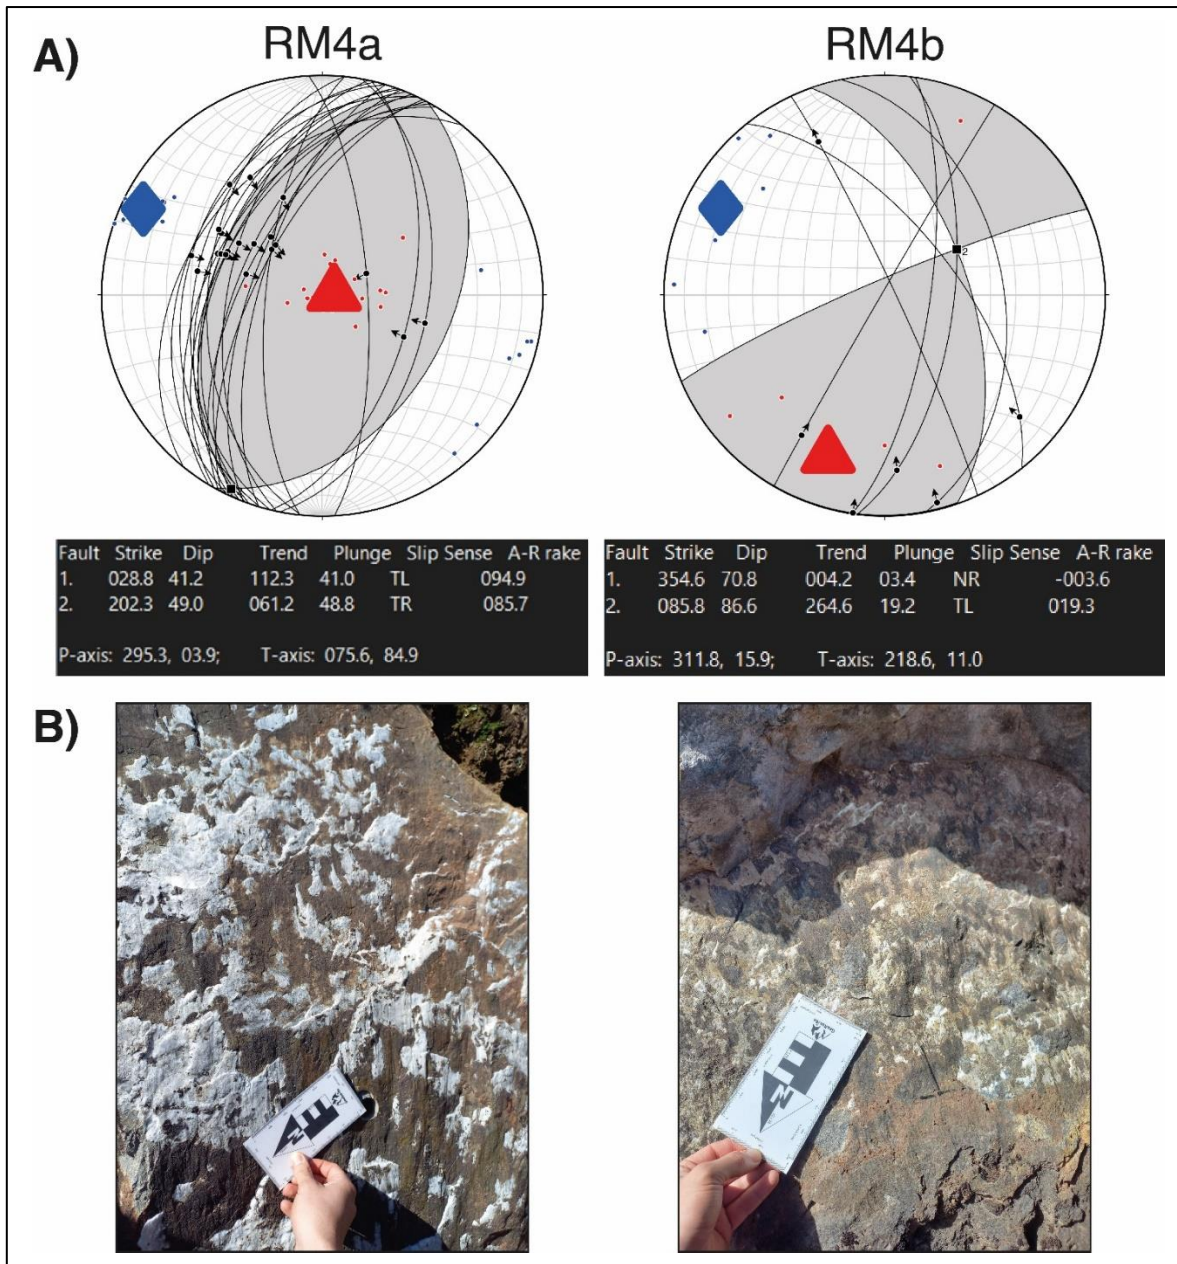 A)
RM4a
RM4b
2
Fault Strike Dip Trend Plunge Slip Sense A-R rake
1. 028.8 41.2 112.3 41.0 TL 094.9
2. 202.3 49.0 061.2 48.8 TR 085.7
P-axis: 295.3, 03.9; T-axis: 075.6, 84.9
Fault Strike Dip Trend Plunge Slip Sense A-R rake
1. 354.6 70.8 004.2 03.4 NR -003.6
2. 085.8 86.6 264.6 19.2 TL 019.3
P-axis: 311.8, 15.9; T-axis: 218.6, 11.0
B)
N
N